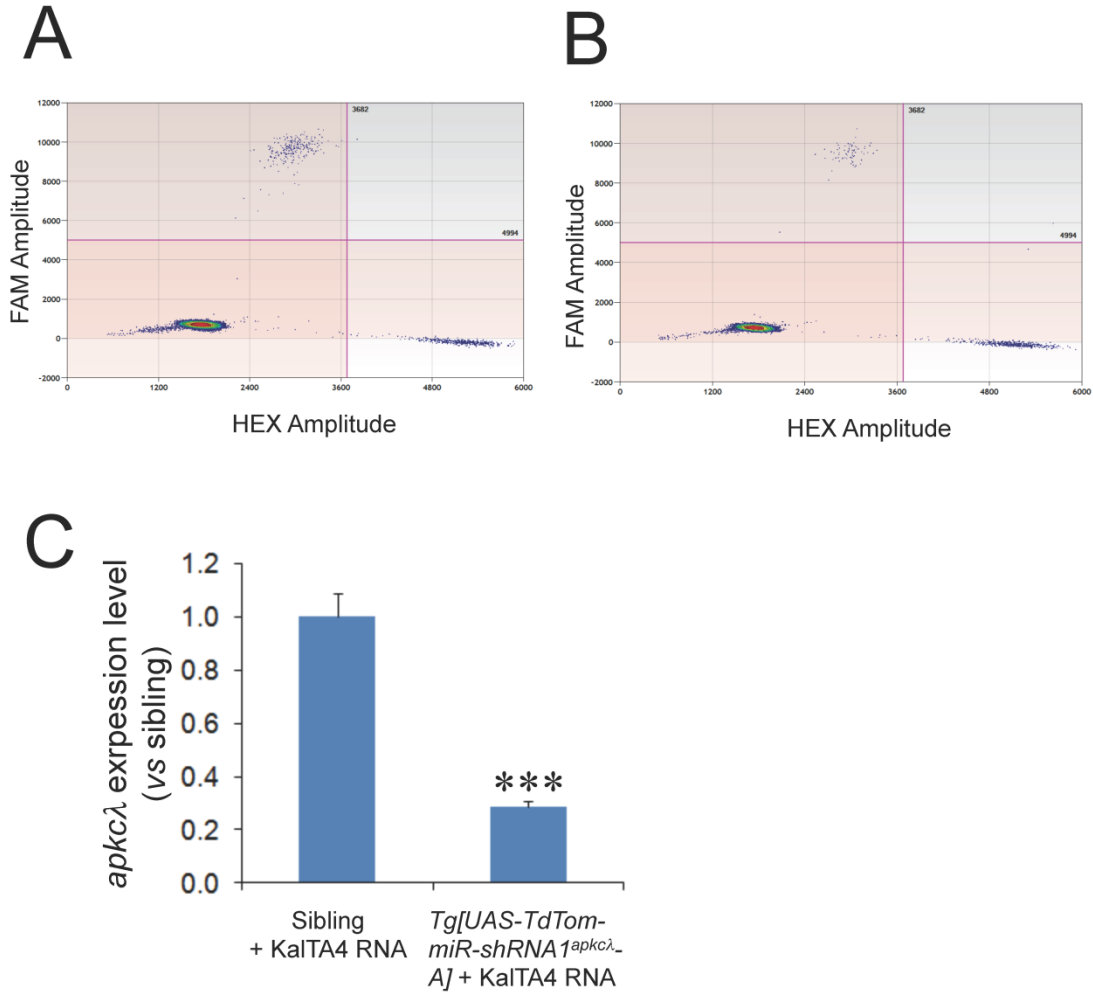 A
B
12000
10000
8000
6000
4000
2000
0
-2000
3682
4994
0
1200
2400
3600
4800
6000
FAM Amplitude
HEX Amplitude
12000
10000
8000
6000
4000
2000
0
-2000
3682
4994
0
1200
2400
3600
4800
6000
FAM Amplitude
HEX Amplitude
C
apkcλ exrpession level
(vs sibling)
1.2
1.0
0.8
0.6
0.4
0.2
0.0
***
Sibling
+ KalTA4 RNA
Tg[UAS-TdTom-
miR-shRNA1apkcλ-
A] + KalTA4 RNA